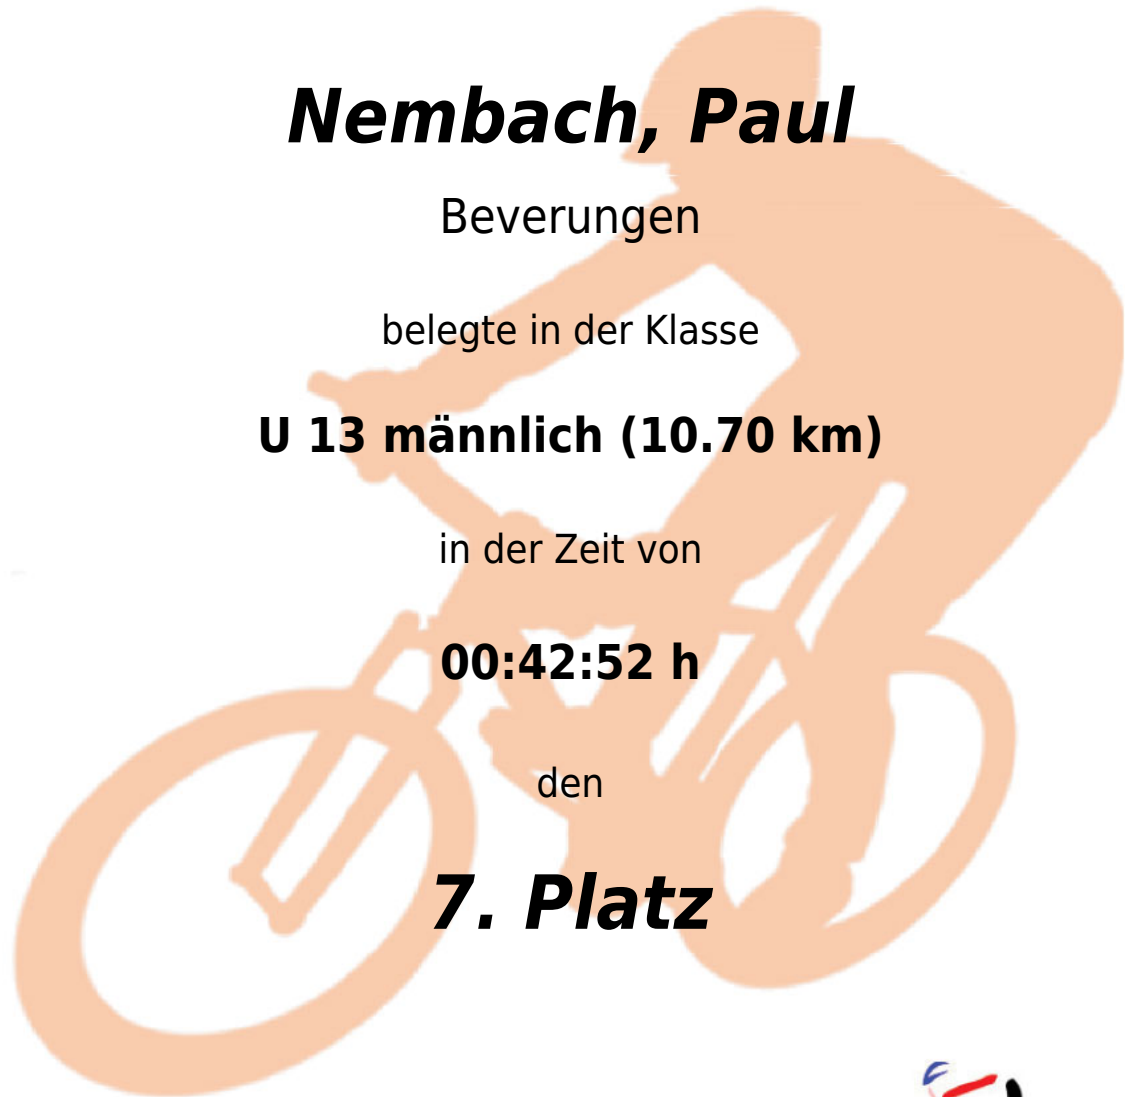 Nembach, Paul
Beverungen
belegte in der Klasse
U 13 männlich (10.70 km)
in der Zeit von
00:42:52 h
den
7. Platz